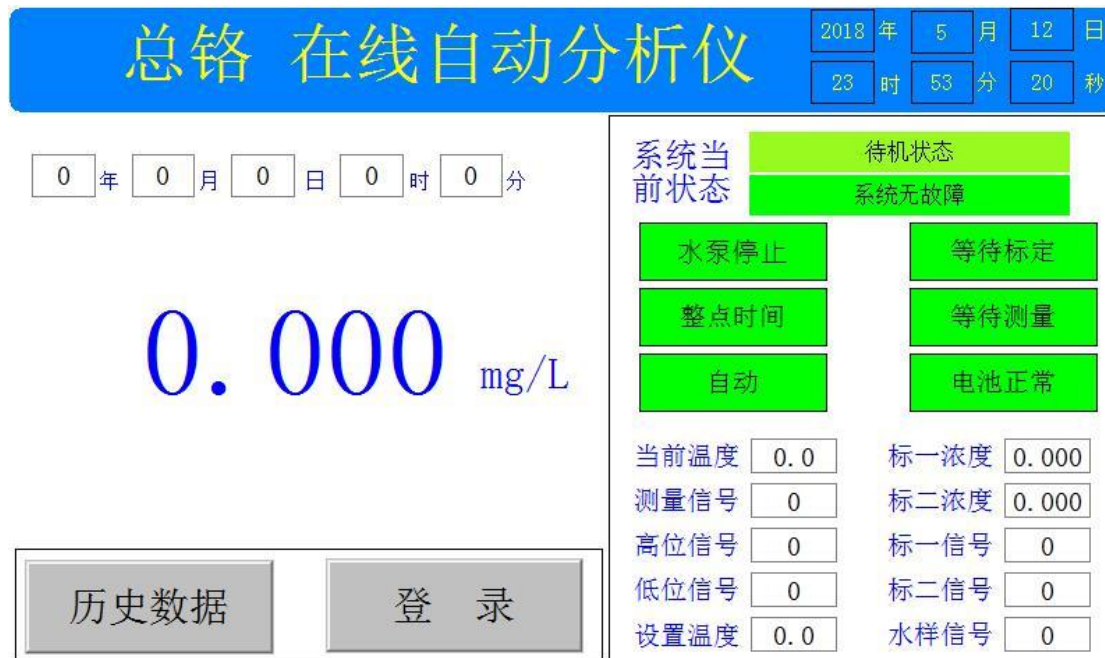 总铬 在线自动分析仪
2018 年 5 月 12 日
23 时 53 分 20 秒
0 年 0 月 0 日 0 时 0 分
0.000 mg/L
历史数据
登 录
系统当
前状态
待机状态
系统无故障
水泵停止 等待标定
整点时间 等待测量
自动 电池正常
当前温度 0.0 标一浓度 0.000
测量信号 0 标二浓度 0.000
高位信号 0 标一信号 0
低位信号 0 标二信号 0
设置温度 0.0 水样信号 0